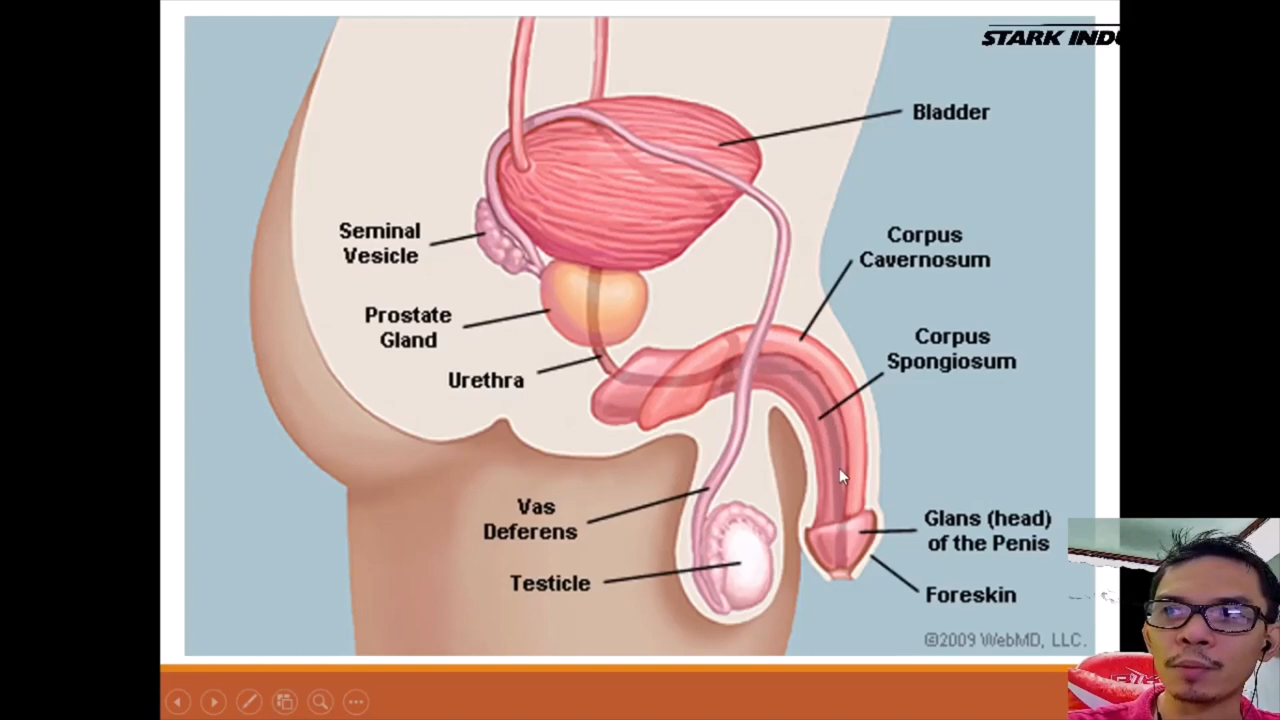 STARK INDU
Bladder
Seminal
Vesicle
Corpus
Cavernosum
Prostate
Gland
Corpus
Spongiosum
Urethra
Vas
Deferens
Glans (head)
of the Penis
Testicle
Foreskin
©2009 WebMD, LLC.